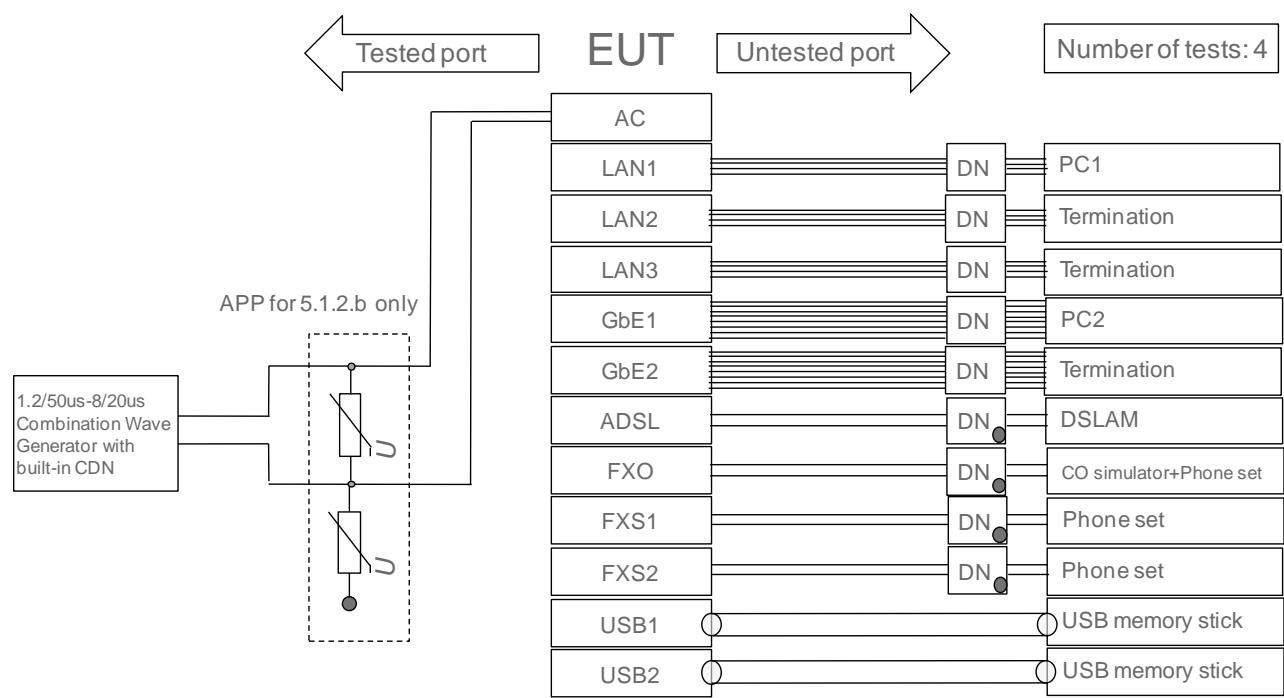 Tested port
EUT
Untested port
Number of tests: 4
AC
LAN1
DN
PC1
LAN2
DN
Termination
LAN3
DN
Termination
APP for 5.1.2.b only
GbE1
DN
PC2
GbE2
DN
Termination
1.2/50us-8/20us
Combination Wave
Generator with
built-in CDN
U
ADSL
DN
DSLAM
FXO
DN
CO simulator+Phone set
FXS1
DN
Phone set
U
FXS2
DN
Phone set
USB1
USB memory stick
USB2
USB memory stick